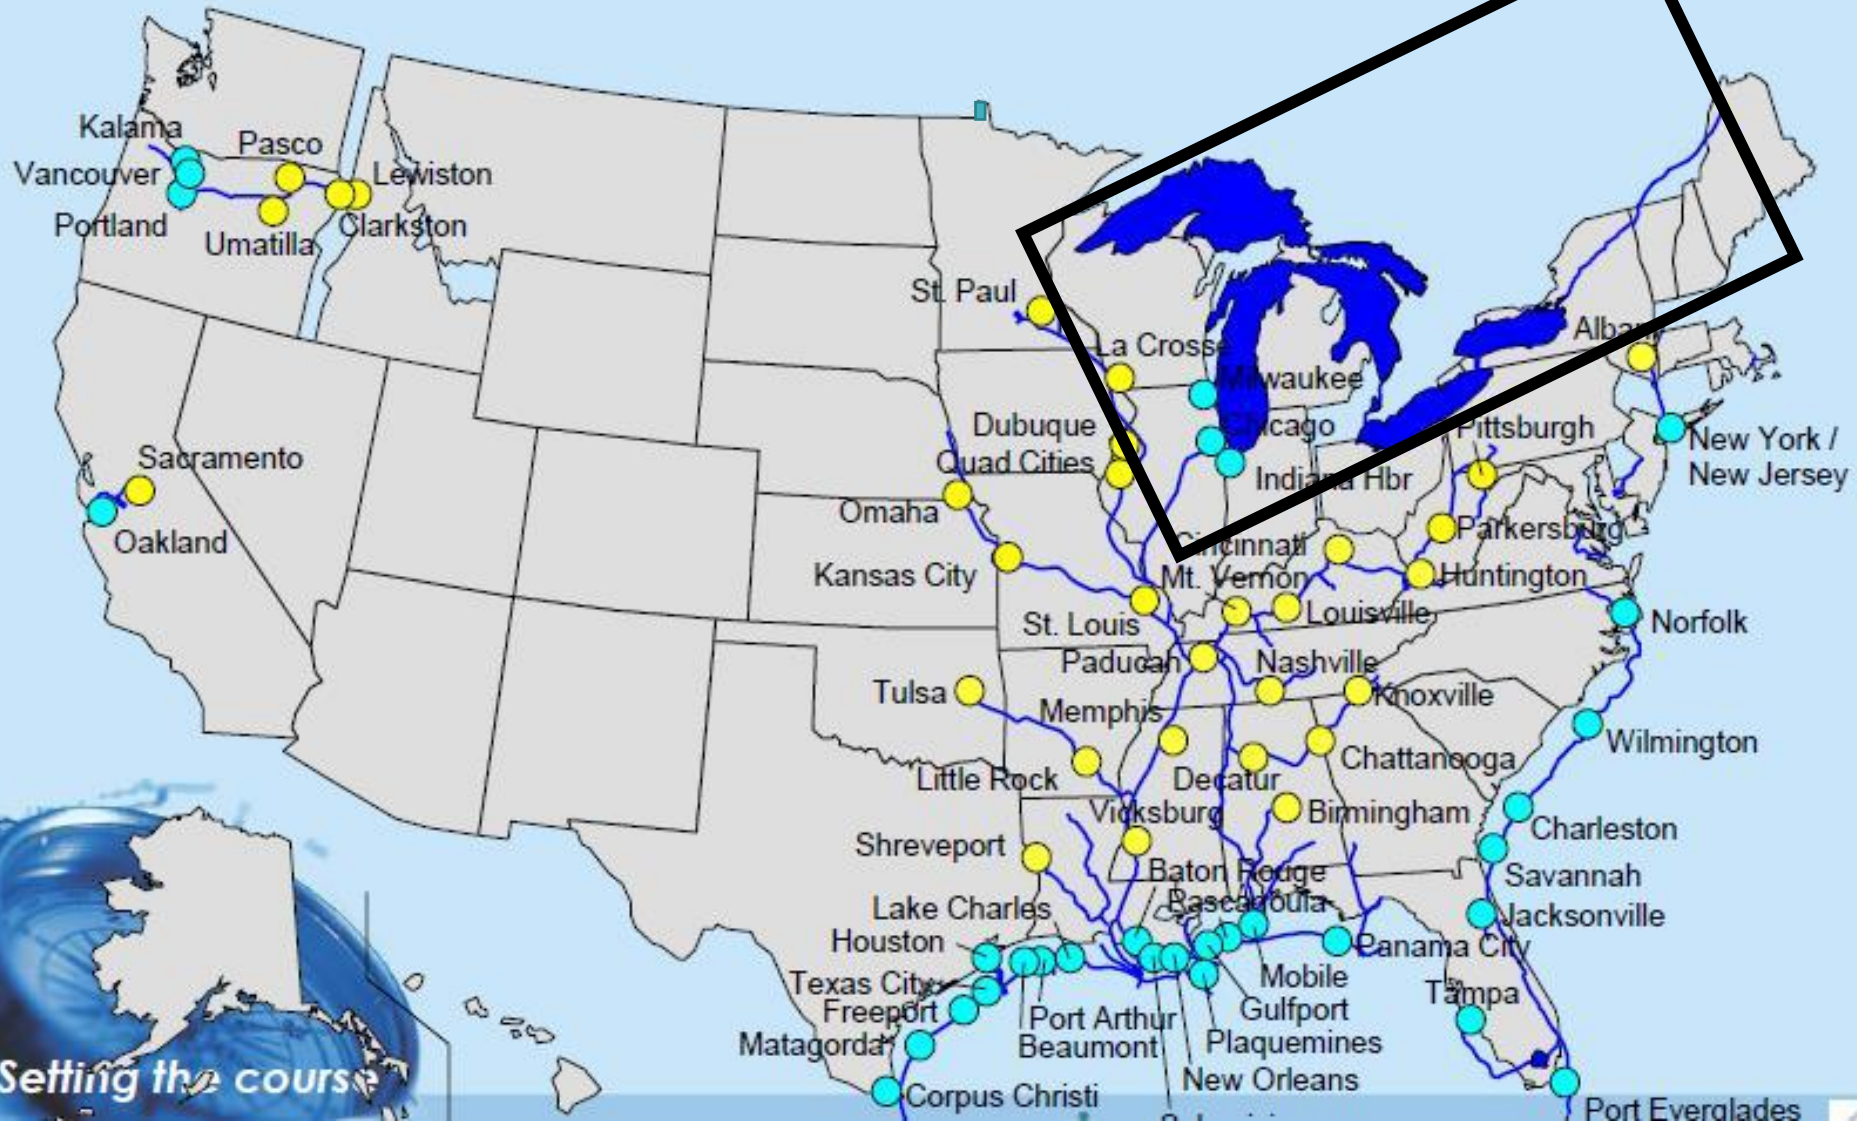 Kalama
Pasco
Vancouver
Lewiston
Portland
Clarkston
Umatilla
St. Paul
Albany
La Crosse
Milwaukee
Dubuque
Chicago
Pittsburgh
New York /
New Jersey
Sacramento
Quad Cities
Indiana Hbr
Omaha
Oakland
Parkersburg
Cincinnati
Kansas City
Mt. Vernon
Huntington
St. Louis
Louisville
Norfolk
Paducah
Nashville
Tulsa
Knoxville
Memphis
Wilmington
Little Rock
Decatur
Chattanooga
Vicksburg
Birmingham
Charleston
Shreveport
Baton Rouge
Savannah
Pascagoula
Lake Charles
Jacksonville
Houston
Panama City
Texas City
Mobile
Tampa
Freeport
Port Arthur
Gulfport
Matagorda
Beaumont
Plaquemines
New Orleans
Setting the course
Corpus Christi
Port Everglades